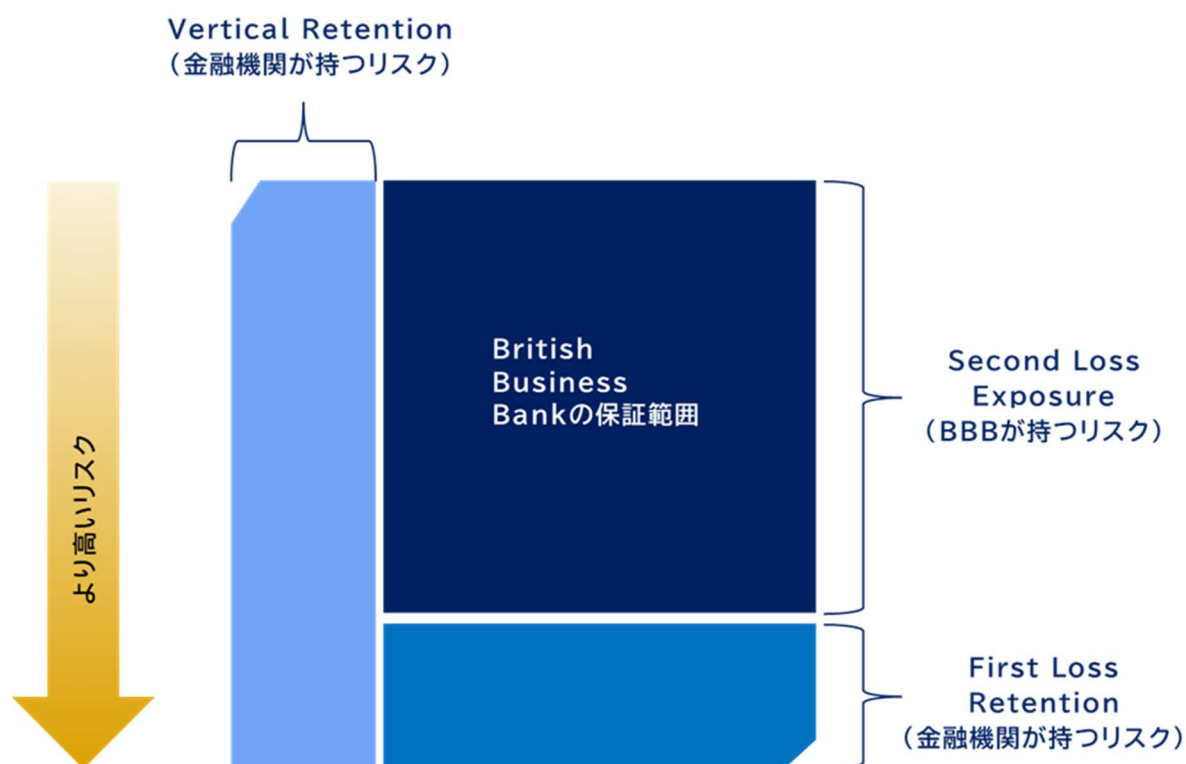 Vertical Retention
（金融機関が持つリスク）
より高いリスク
British
Business
Bankの保証範囲
Second Loss
Exposure
（BBBが持つリスク）
First Loss
Retention
（金融機関が持つリスク）